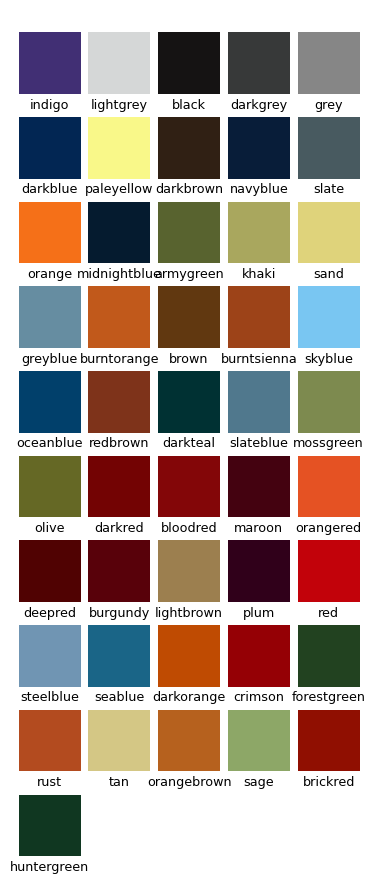 indigo lightgrey black darkgrey grey
darkblue paleyellow darkbrown navyblue slate
orange midnightblue armygreen khaki sand
greyblue burntorange brown burntsienna skyblue
oceanblue redbrown darkteal slateblue mossgreen
olive darkred bloodred maroon orangered
deepred burgundy lightbrown plum red
steelblue seablue darkorange crimson forestgreen
rust tan orangebrown sage brickred
huntergreen